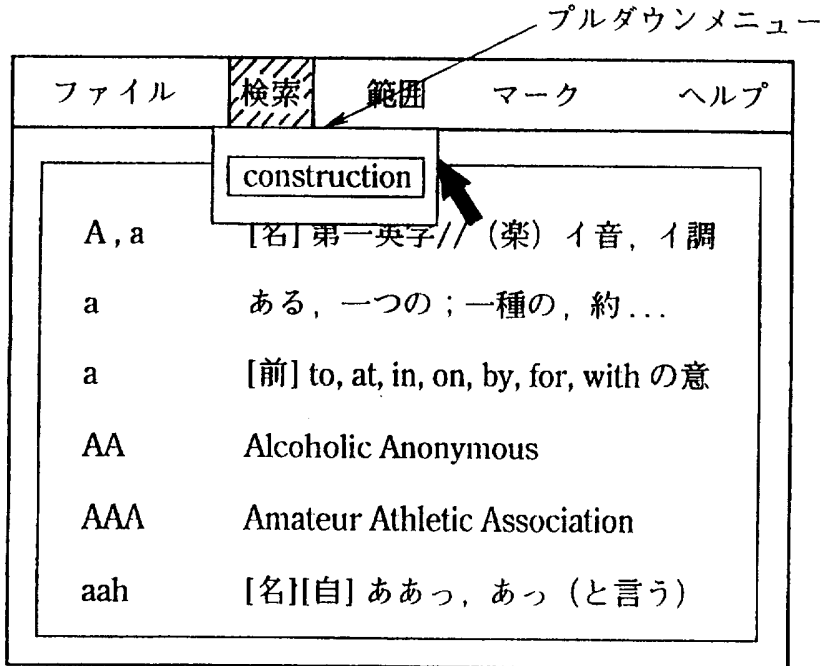 プルダウンメニュー
ファイル 検索 範囲 マーク ヘルプ
construction
A , a [名] 第一英字// (楽) イ音, イ調
a ある, 一つの ; 一種の, 約...
a [前] to, at, in, on, by, for, with の意
AA Alcoholic Anonymous
AAA Amateur Athletic Association
aah [名][自] ああっ, あっ (と言う)